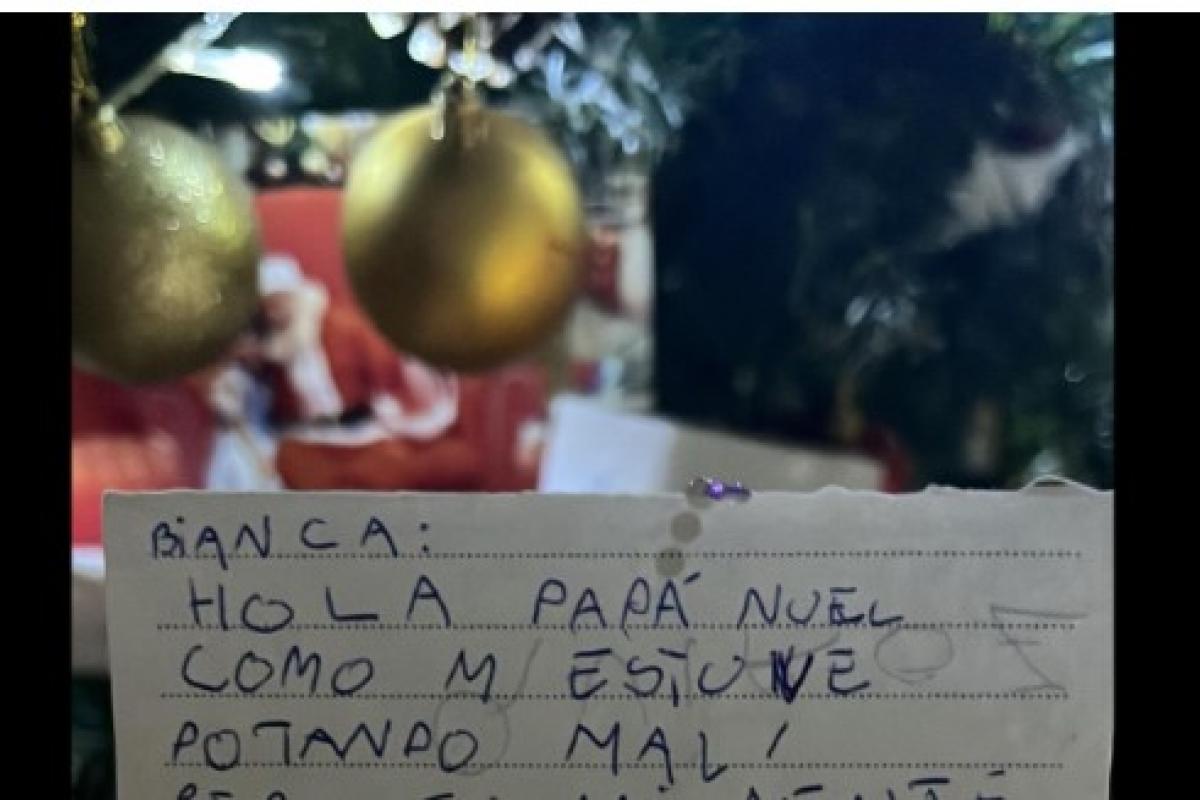 BiANCA:
HOLA PAPÁ NUEL
COMO M ESTUVE
POTANDO MAL